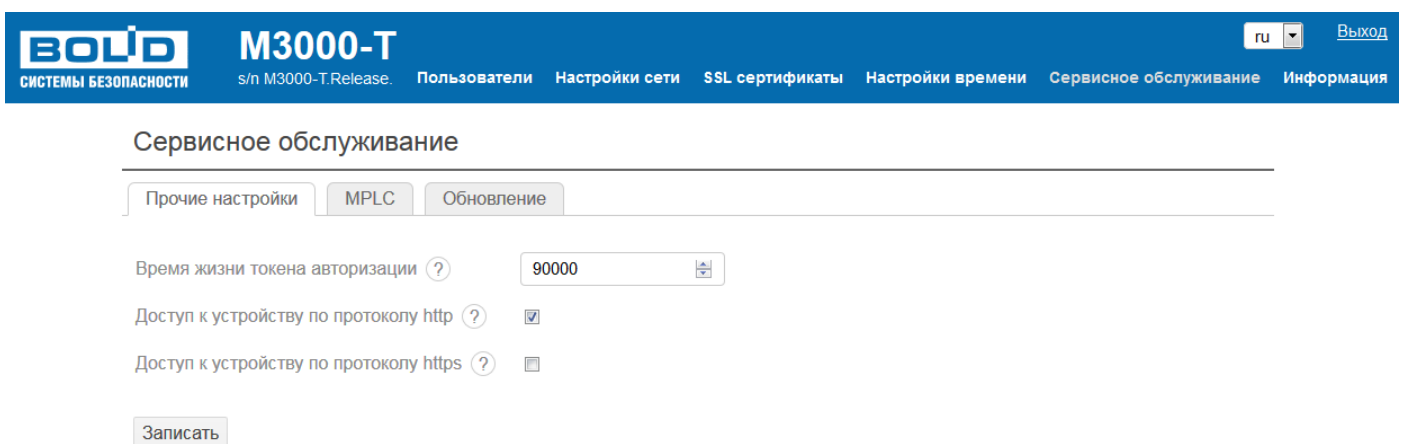 BOLID
СИСТЕМЫ БЕЗОПАСНОСТИ
M3000-T
s/n M3000-T.Release.
Пользователи Настройки сети SSL сертификаты Настройки времени Сервисное обслуживание Информация
ru
Выход
Сервисное обслуживание
Прочие настройки MPLC Обновление
Время жизни токена авторизации ? 90000
Доступ к устройству по протоколу http ?
Доступ к устройству по протоколу https ?
Записать